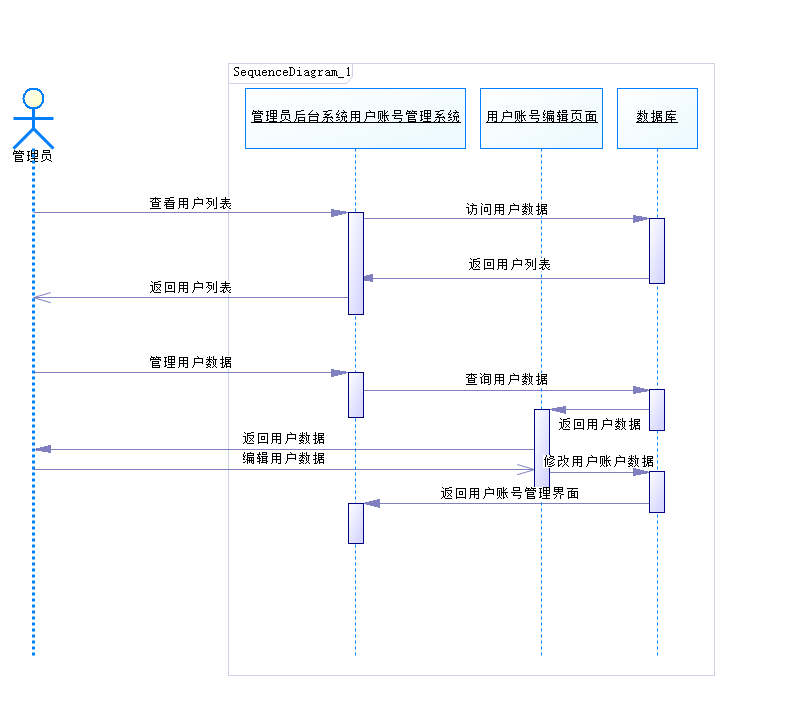 SequenceDiagram_1
管理员后台系统用户账号管理系统
用户账号编辑页面
数据库
管理员
查看用户列表
访问用户数据
返回用户列表
返回用户列表
管理用户数据
查询用户数据
返回用户数据
返回用户数据
编辑用户数据
修改用户账户数据
返回用户账号管理界面